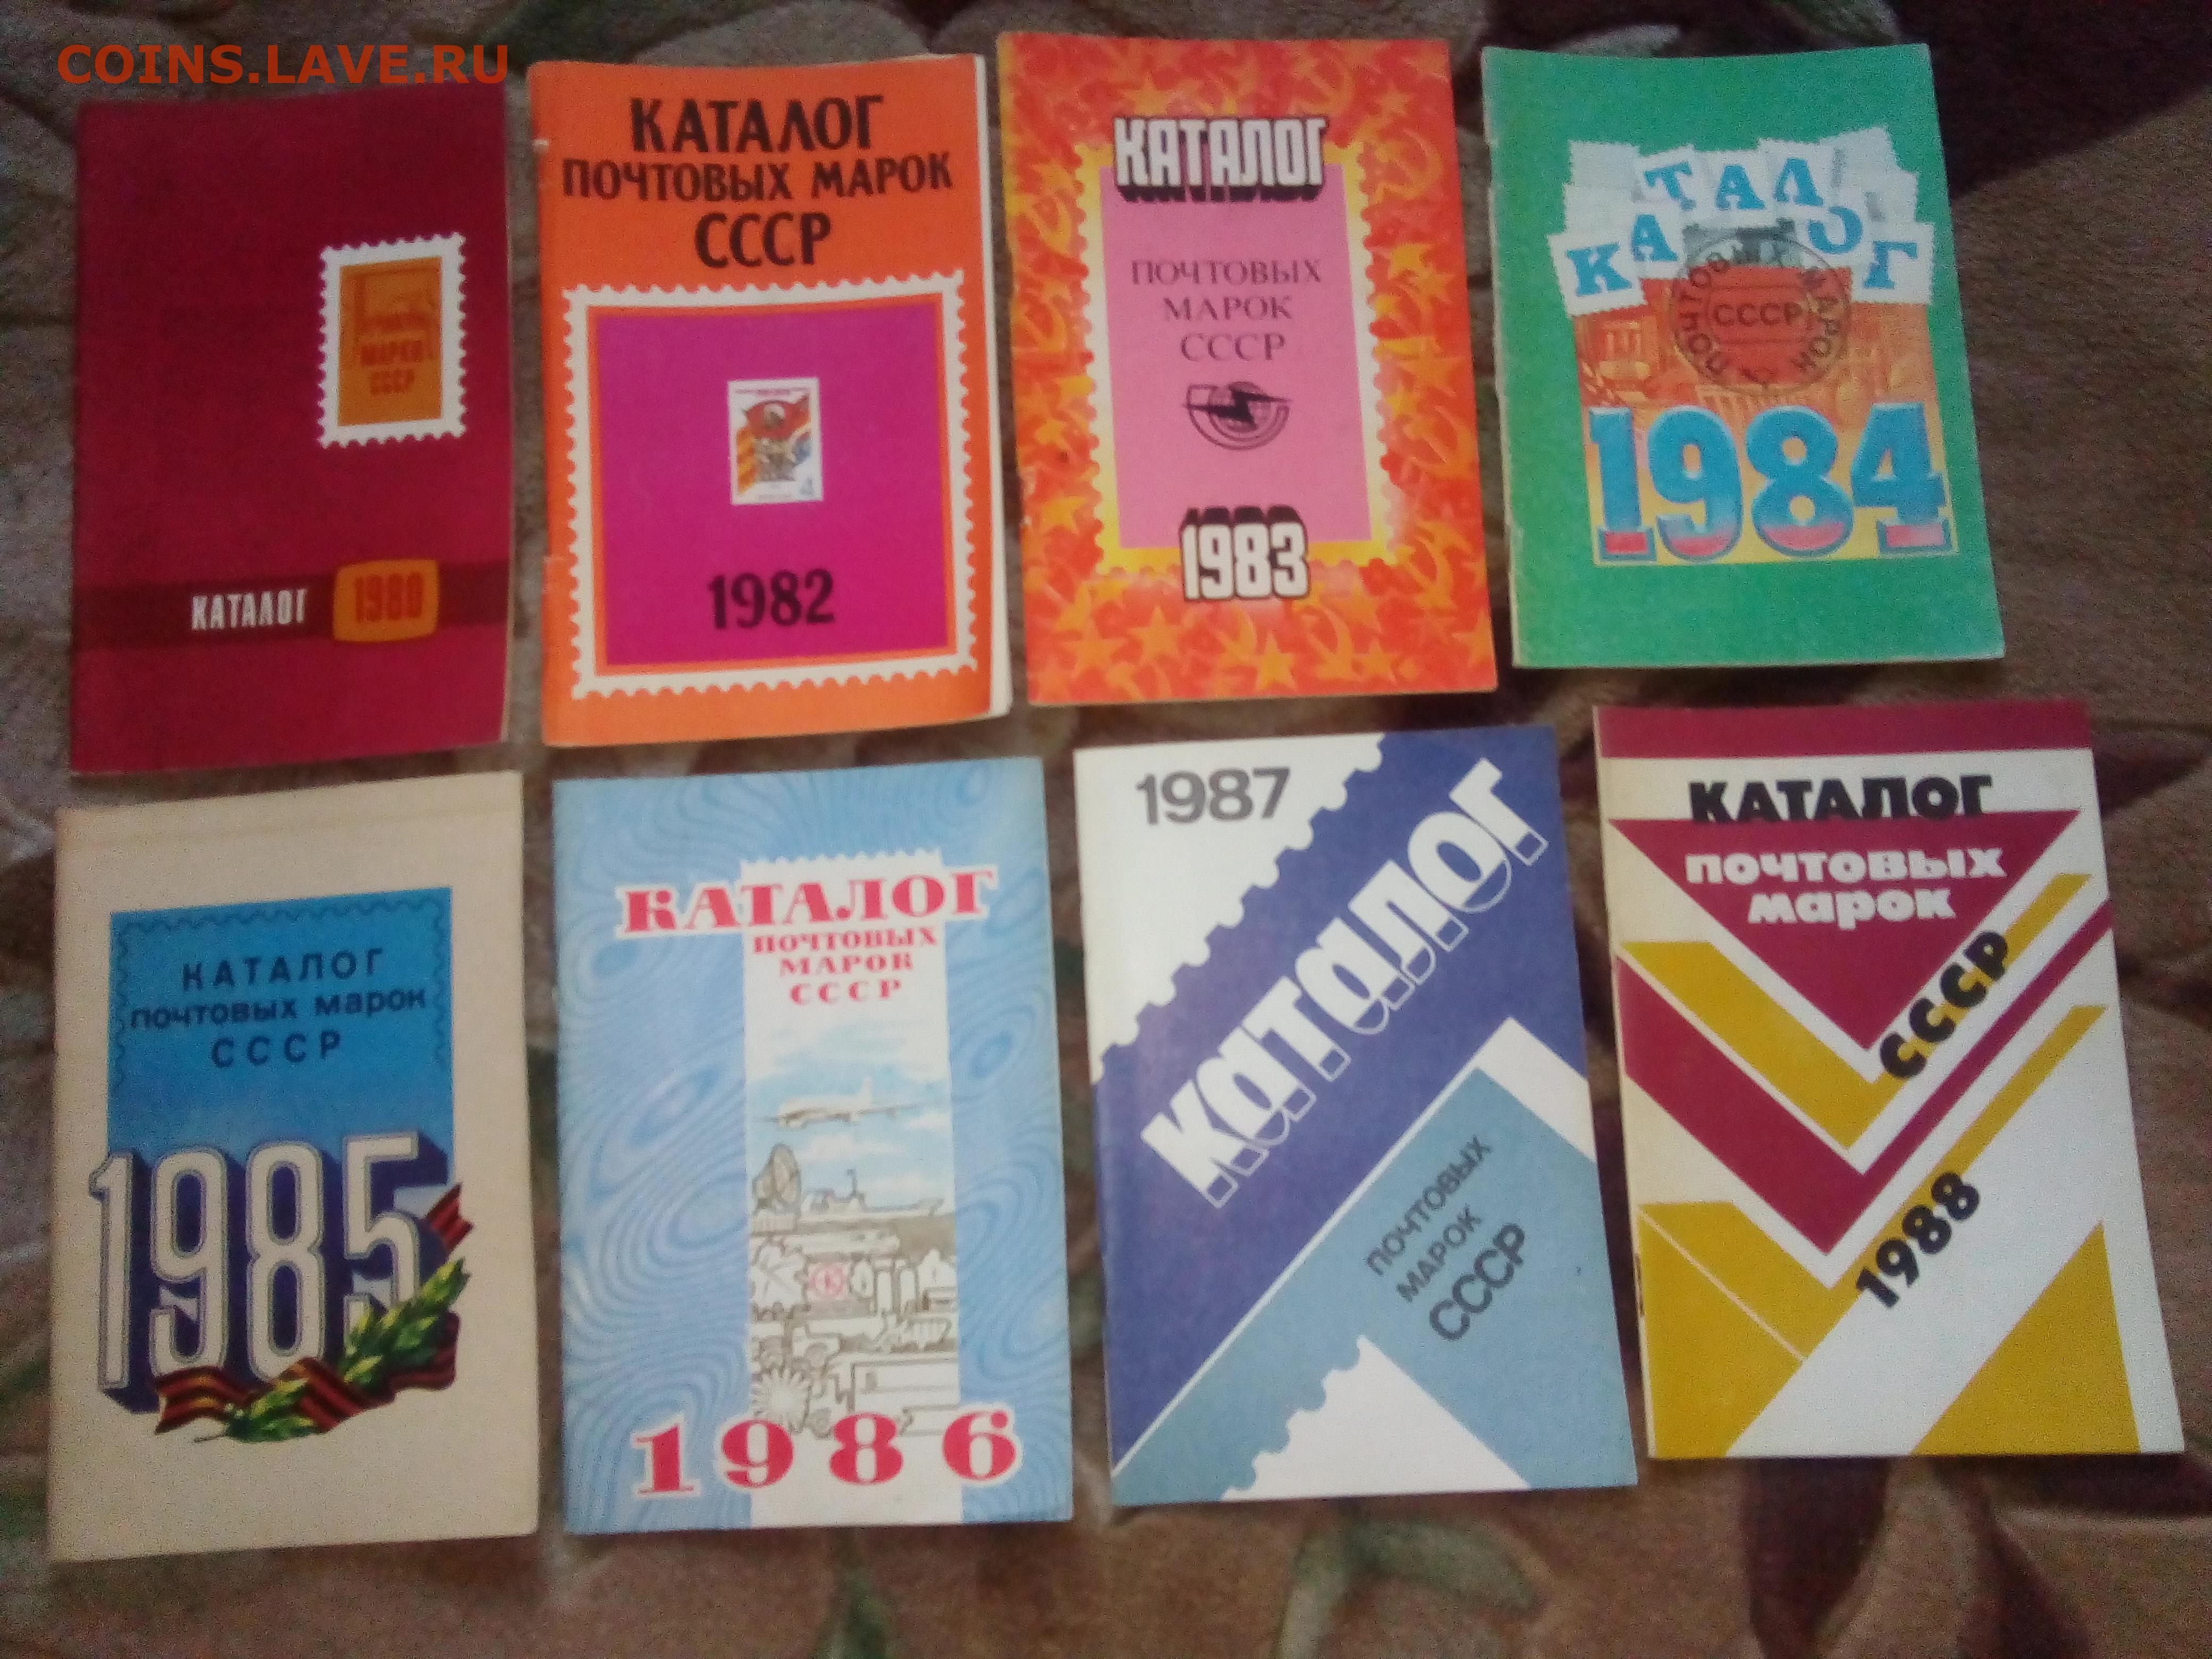 COINS.LAVE.RU
МАРКИ
СССР
КАТАЛОГ 1980
КАТАЛОГ
ПОЧТОВЫХ МАРОК
СССР
4
1982
КАТАЛОГ
ПОЧТОВЫХ
МАРОК
СССР
1983
КАТАЛОГ
ПОЧТОВЫХ МАРОК
СССР
1984
КАТАЛОГ
почтовых марок
СССР
1985
КАТАЛОГ
ПОЧТОВЫХ
МАРОК
СССР
1986
1987
КАТАЛОГ
ПОЧТОВЫХ
МАРОК
СССР
КАТАЛОГ
ПОЧТОВЫХ
марок
СССР
1988